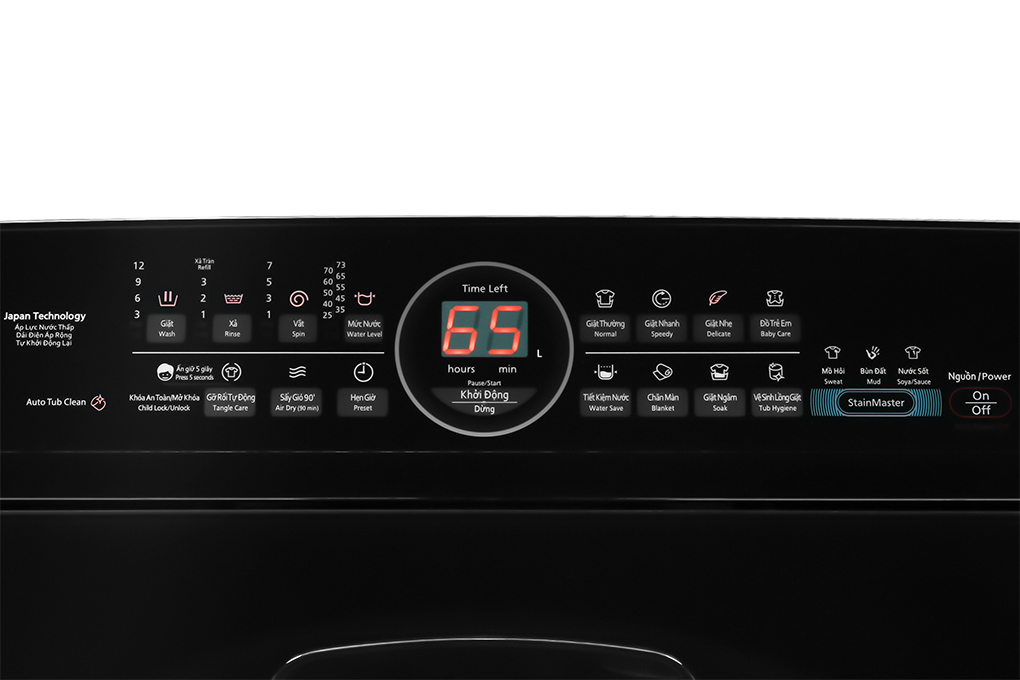 Japan Technology
Áp Lực Nước Thấp
Dải Điện Áp Rộng
Tự Khởi Động Lại
Auto Tub Clean
12
9
6
3
Giặt
Wash
Xả Tràn
Refill
3
2
1
Xả
Rinse
7
5
3
1
Vắt
Spin
73
70
65
60
55
50
45
40
35
25
Mức Nước
Water Level
Ấn giữ 5 giây
Press 5 seconds
Khóa An Toàn/Mở Khóa
Child Lock/Unlock
Gỡ Rối Tự Động
Tangle Care
Sấy Gió 90'
Air Dry (90 min)
Hẹn Giờ
Preset
Time Left
65
L
hours min
Pause/Start
Khởi Động
Dừng
Giặt Thường
Normal
Giặt Nhanh
Speedy
Giặt Nhẹ
Delicate
Đồ Trẻ Em
Baby Care
Tiết Kiệm Nước
Water Save
Chăn Màn
Blanket
Giặt Ngâm
Soak
Vệ Sinh Lồng Giặt
Tub Hygiene
Mồ Hôi
Sweat
Bùn Đất
Mud
Nước Sốt
Soya/Sauce
StainMaster
Nguồn/Power
On
Off